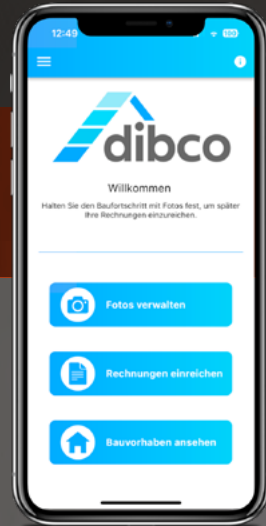 12:49
100
dibco
Willkommen
Halten Sie den Baufortschritt mit Fotos fest, um später
Ihre Rechnungen einzureichen.
Fotos verwalten
Rechnungen einreichen
Bauvorhaben ansehen